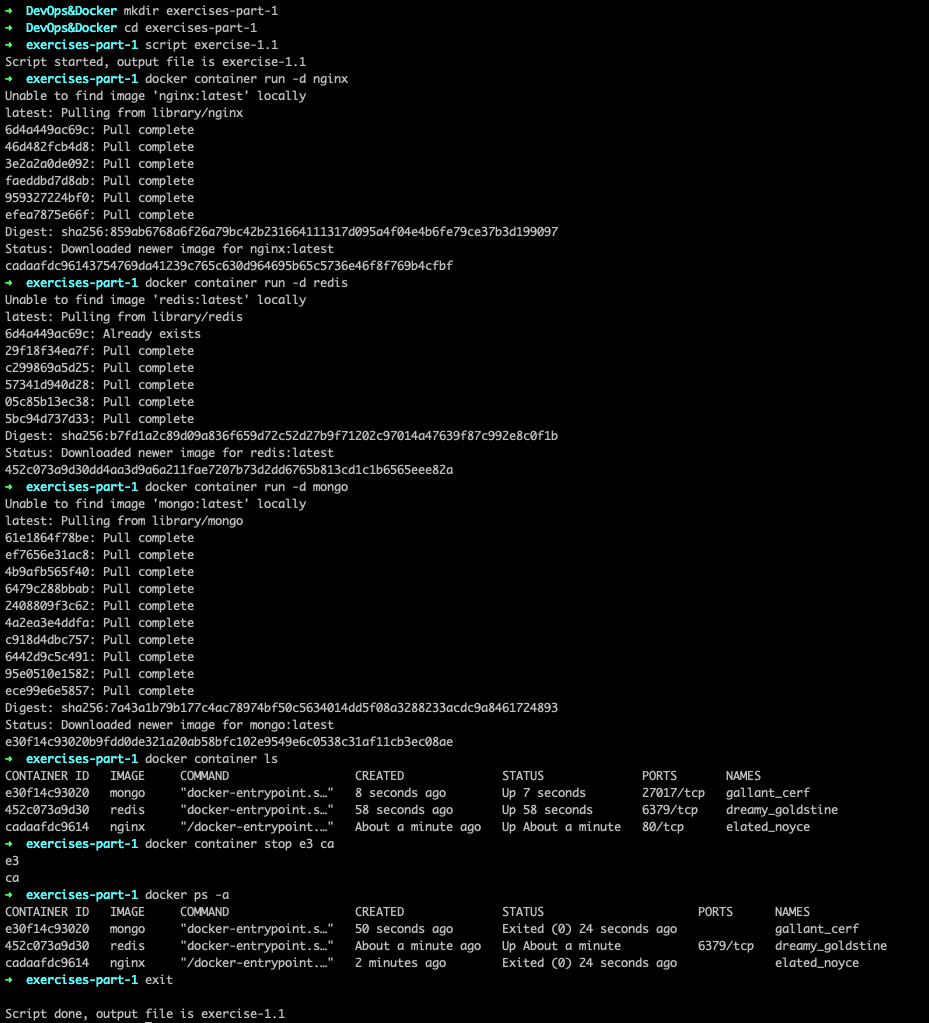 ➜ DevOps&Docker mkdir exercises-part-1
➜ DevOps&Docker cd exercises-part-1
➜ exercises-part-1 script exercise-1.1
Script started, output file is exercise-1.1
➜ exercises-part-1 docker container run -d nginx
Unable to find image 'nginx:latest' locally
latest: Pulling from library/nginx
6d4a449ac69c: Pull complete
46d482fcb4d8: Pull complete
3e2a2a0de092: Pull complete
faeddbd7d8ab: Pull complete
959327224bf0: Pull complete
efea7875e66f: Pull complete
Digest: sha256:859ab6768a6f26a79bc42b231664111317d095a4f04e4b6fe79ce37b3d199097
Status: Downloaded newer image for nginx:latest
cadaafdc96143754769da41239c765c630d964695b65c5736e46f8f769b4cfbf
➜ exercises-part-1 docker container run -d redis
Unable to find image 'redis:latest' locally
latest: Pulling from library/redis
6d4a449ac69c: Already exists
29f18f34ea7f: Pull complete
c299869a5d25: Pull complete
57341d940d28: Pull complete
05c85b13ec38: Pull complete
5bc94d737d33: Pull complete
Digest: sha256:b7fd1a2c89d09a836f659d72c52d27b9f71202c97014a47639f87c992e8c0f1b
Status: Downloaded newer image for redis:latest
452c073a9d30dd4aa3d9a6a211fae7207b73d2dd6765b813cd1c1b6565eee82a
➜ exercises-part-1 docker container run -d mongo
Unable to find image 'mongo:latest' locally
latest: Pulling from library/mongo
61e1864f78be: Pull complete
ef7656e31ac8: Pull complete
4b9afb565f40: Pull complete
6479c288bbab: Pull complete
2408809f3c62: Pull complete
4a2ea3e4ddfa: Pull complete
c918d4dbc757: Pull complete
6442d9c5c491: Pull complete
95e0510e1582: Pull complete
ece99e6e5857: Pull complete
Digest: sha256:7a43a1b79b177c4ac78974bf50c5634014dd5f08a3288233acdc9a8461724893
Status: Downloaded newer image for mongo:latest
e30f14c93020b9fdd0de321a20ab58bfc102e9549e6c0538c31af11cb3ec08ae
➜ exercises-part-1 docker container ls
CONTAINER ID IMAGE COMMAND CREATED STATUS PORTS NAMES
e30f14c93020 mongo "docker-entrypoint.s…" 8 seconds ago Up 7 seconds 27017/tcp gallant_cerf
452c073a9d30 redis "docker-entrypoint.s…" 58 seconds ago Up 58 seconds 6379/tcp dreamy_goldstine
cadaafdc9614 nginx "/docker-entrypoint.…" About a minute ago Up About a minute 80/tcp elated_noyce
➜ exercises-part-1 docker container stop e3 ca
e3
ca
➜ exercises-part-1 docker ps -a
CONTAINER ID IMAGE COMMAND CREATED STATUS PORTS NAMES
e30f14c93020 mongo "docker-entrypoint.s…" 50 seconds ago Exited (0) 24 seconds ago gallant_cerf
452c073a9d30 redis "docker-entrypoint.s…" About a minute ago Up About a minute 6379/tcp dreamy_goldstine
cadaafdc9614 nginx "/docker-entrypoint.…" 2 minutes ago Exited (0) 24 seconds ago elated_noyce
➜ exercises-part-1 exit
Script done, output file is exercise-1.1